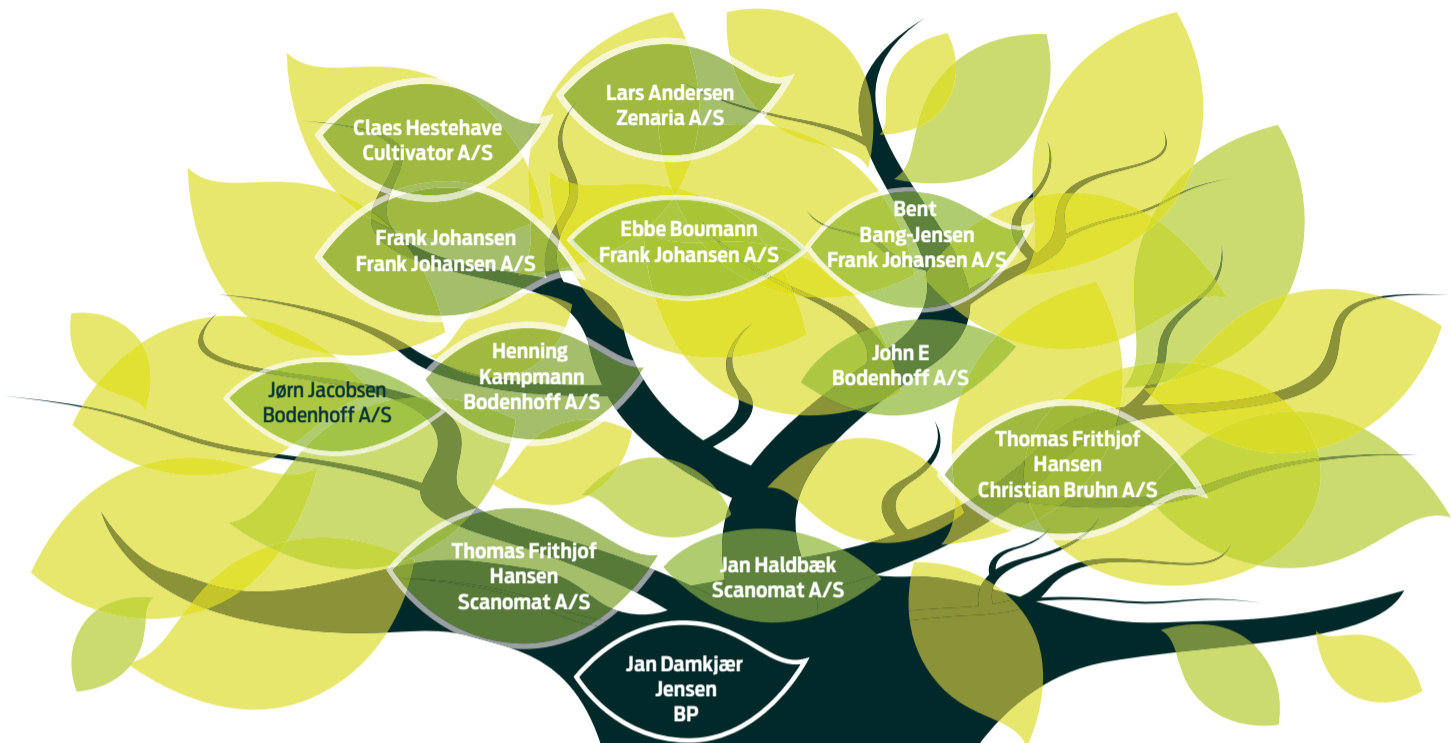 Lars Andersen
Zenaria A/S
Claes Hestehave
Cultivator A/S
Frank Johansen
Frank Johansen A/S
Ebbe Boumann
Frank Johansen A/S
Bent
Bang-Jensen
Frank Johansen A/S
Henning
Kampmann
Bodenhoff A/S
John E
Bodenhoff A/S
Jørn Jacobsen
Bodenhoff A/S
Thomas Frithjof
Hansen
Christian Bruhn A/S
Thomas Frithjof
Hansen
Scanomat A/S
Jan Haldbæk
Scanomat A/S
Jan Damkjær
Jensen
BP